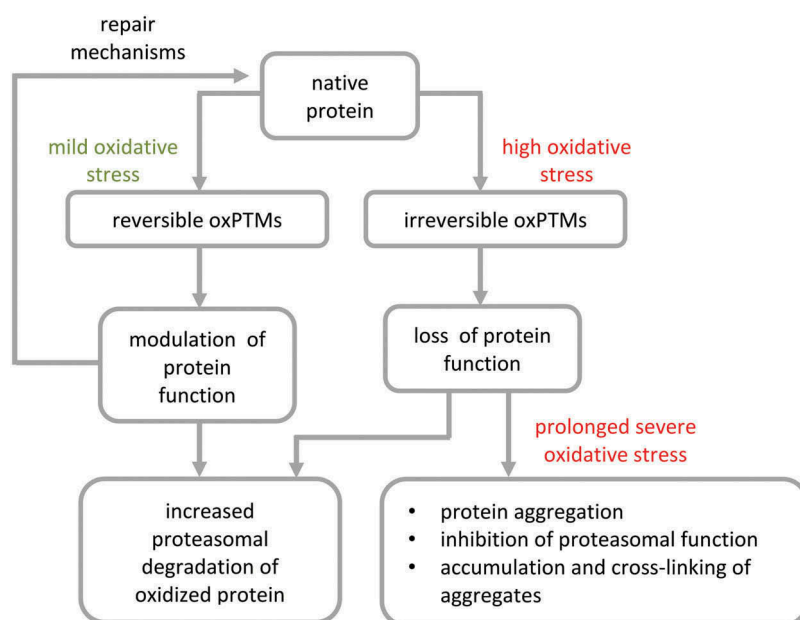 repair
mechanisms
native
protein
mild oxidative
stress
high oxidative
stress
reversible oxPTMs
irreversible oxPTMs
modulation of
protein
function
loss of protein
function
prolonged severe
oxidative stress
increased
proteasomal
degradation of
oxidized protein
• protein aggregation
• inhibition of proteasomal function
• accumulation and cross-linking of
aggregates